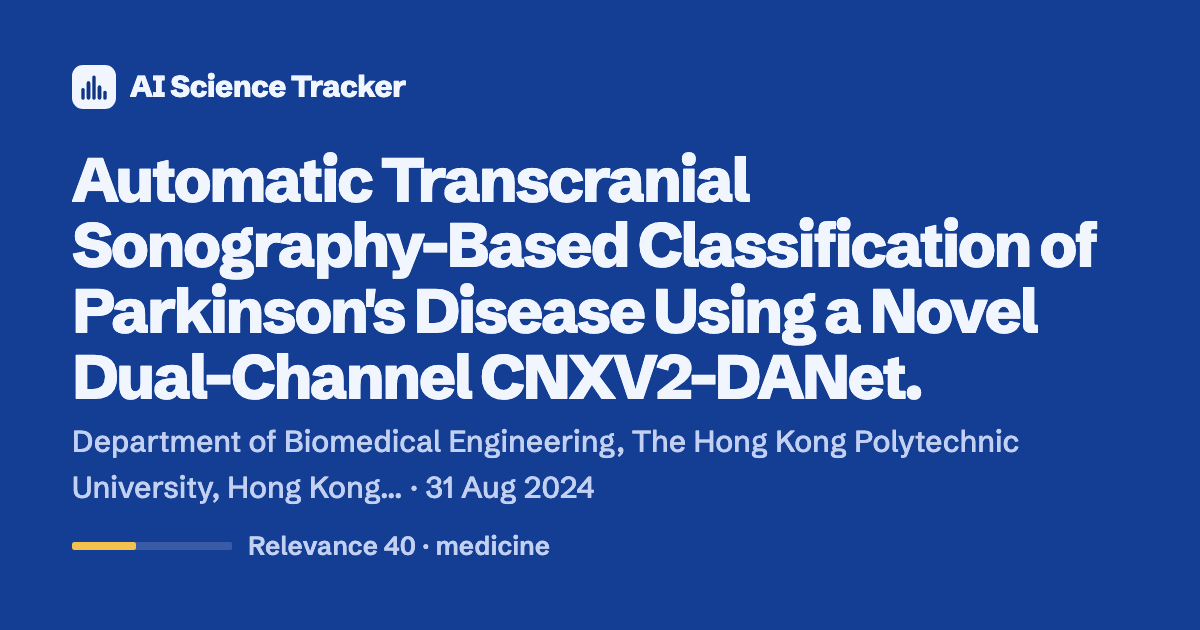 AI Science Tracker
Automatic Transcranial
Sonography-Based Classification of
Parkinson's Disease Using a Novel
Dual-Channel CNXV2-DANet.
Department of Biomedical Engineering, The Hong Kong Polytechnic
University, Hong Kong... · 31 Aug 2024
Relevance 40 · medicine